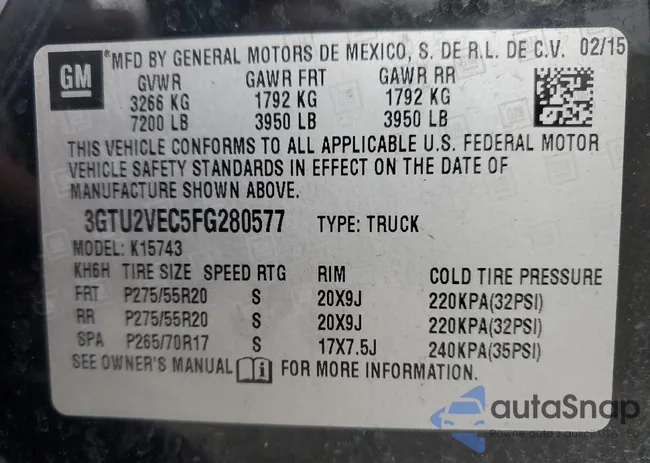 GM
*MFD BY GENERAL MOTORS DE MEXICO, S. DE R.L. DE C.V. 02/15
GVWR GAWR FRT GAWR RR
3266 KG 1792 KG 1792 KG
7200 LB 3950 LB 3950 LB
THIS VEHICLE CONFORMS TO ALL APPLICABLE U.S. FEDERAL MOTOR
VEHICLE SAFETY STANDARDS IN EFFECT ON THE DATE OF
MANUFACTURE SHOWN ABOVE.
3GTU2VEC5FG280577 TYPE: TRUCK
MODEL: K15743
KH6H TIRE SIZE SPEED RTG RIM COLD TIRE PRESSURE
FRT P275/55R20 S 20X9J 220KPA(32PSI)
RR P275/55R20 S 20X9J 220KPA(32PSI)
SPA P265/70R17 S 17X7.5J 240KPA(35PSI)
SEE OWNER'S MANUAL i FOR MORE INFORMATION.
autaSnap